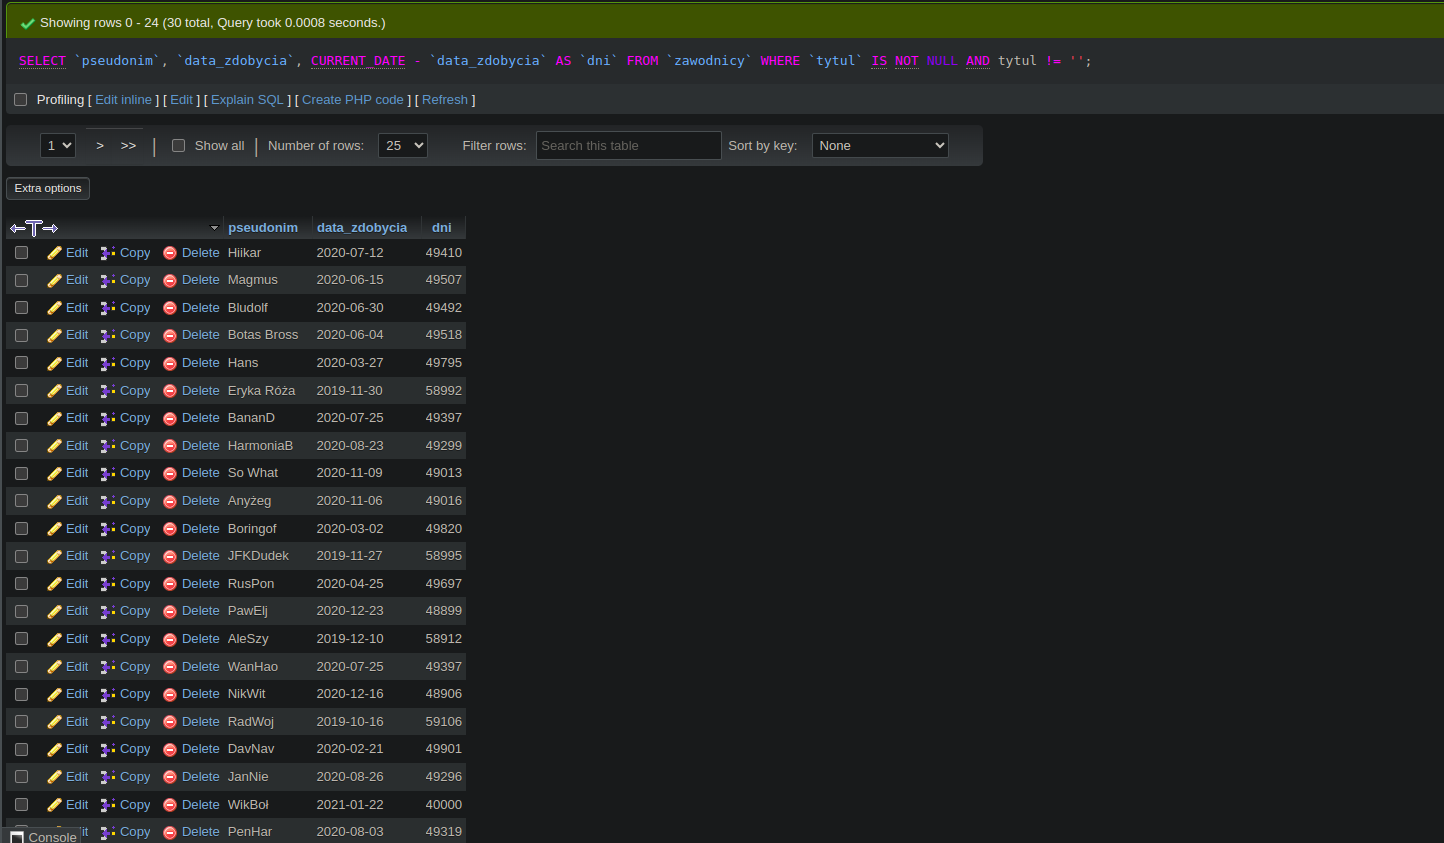 Showing rows 0 - 24 (30 total, Query took 0.0008 seconds.)
SELECT `pseudonim`, `data_zdobycia`, CURRENT_DATE - `data_zdobycia` AS `dni` FROM `zawodnicy` WHERE `tytul` IS NOT NULL AND tytul != '';
Profiling [ Edit inline ] [ Edit ] [ Explain SQL ] [ Create PHP code ] [ Refresh ]
1 > >> | Show all | Number of rows: 25 Filter rows: Search this table Sort by key: None
Extra options
pseudonim data_zdobycia dni
Edit Copy Delete Hiikar 2020-07-12 49410
Edit Copy Delete Magmus 2020-06-15 49507
Edit Copy Delete Bludolf 2020-06-30 49492
Edit Copy Delete Botas Bross 2020-06-04 49518
Edit Copy Delete Hans 2020-03-27 49795
Edit Copy Delete Eryka Róża 2019-11-30 58992
Edit Copy Delete BananD 2020-07-25 49397
Edit Copy Delete HarmoniaB 2020-08-23 49299
Edit Copy Delete So What 2020-11-09 49013
Edit Copy Delete Anyżeg 2020-11-06 49016
Edit Copy Delete Boringof 2020-03-02 49820
Edit Copy Delete JFKDudek 2019-11-27 58995
Edit Copy Delete RusPon 2020-04-25 49697
Edit Copy Delete PawElj 2020-12-23 48899
Edit Copy Delete AleSzy 2019-12-10 58912
Edit Copy Delete WanHao 2020-07-25 49397
Edit Copy Delete NikWit 2020-12-16 48906
Edit Copy Delete RadWoj 2019-10-16 59106
Edit Copy Delete DavNav 2020-02-21 49901
Edit Copy Delete JanNie 2020-08-26 49296
Edit Copy Delete WikBoł 2021-01-22 40000
Copy Delete PenHar 2020-08-03 49319
Console